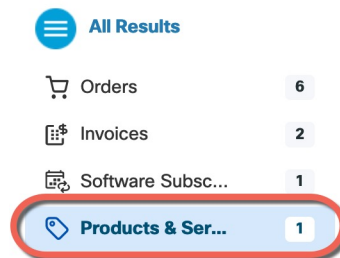 All Results
Orders 6
Invoices 2
Software Subsc... 1
Products & Ser... 1